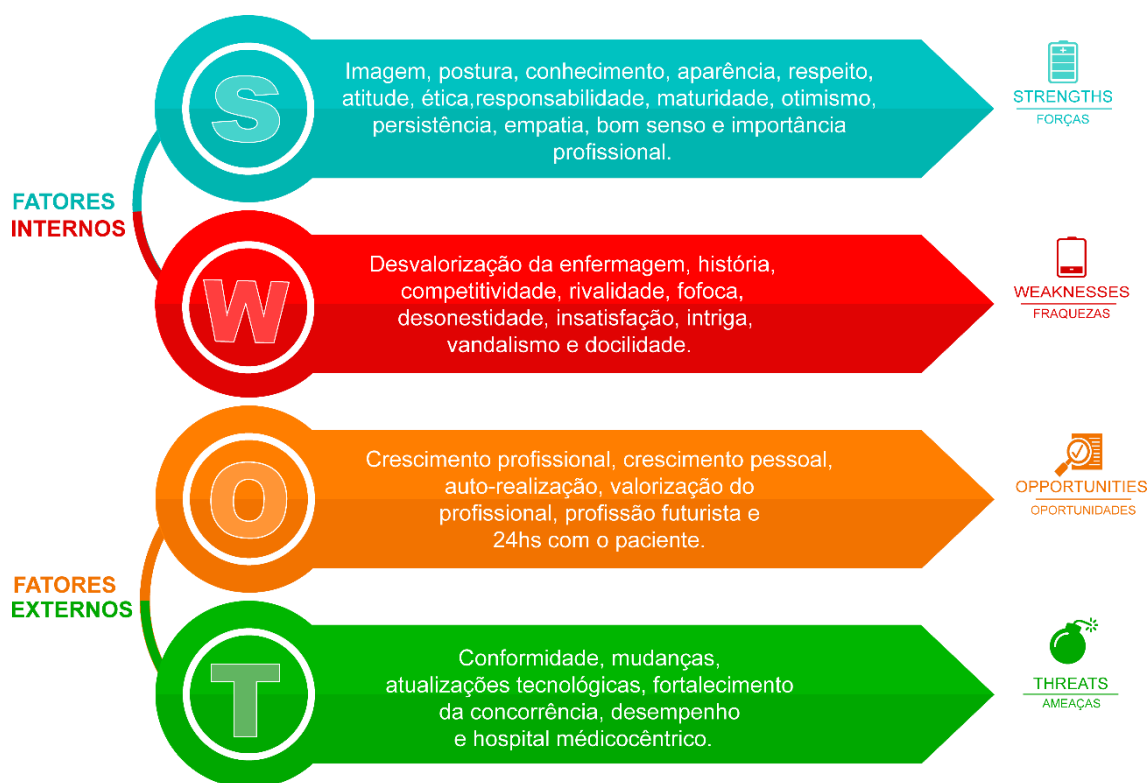 S
Imagem, postura, conhecimento, aparência, respeito,
atitude, ética,responsabilidade, maturidade, otimismo,
persistência, empatia, bom senso e importância
profissional.
STRENGTHS
FORÇAS
FATORES
INTERNOS
W
Desvalorização da enfermagem, história,
competitividade, rivalidade, fofoca,
desonestidade, insatisfação, intriga,
vandalismo e docilidade.
WEAKNESSES
FRAQUEZAS
O
Crescimento profissional, crescimento pessoal,
auto-realização, valorização do
profissional, profissão futurista e
24hs com o paciente.
OPPORTUNITIES
OPORTUNIDADES
FATORES
EXTERNOS
T
Conformidade, mudanças,
atualizações tecnológicas, fortalecimento
da concorrência, desempenho
e hospital médicocêntrico.
THREATS
AMEAÇAS